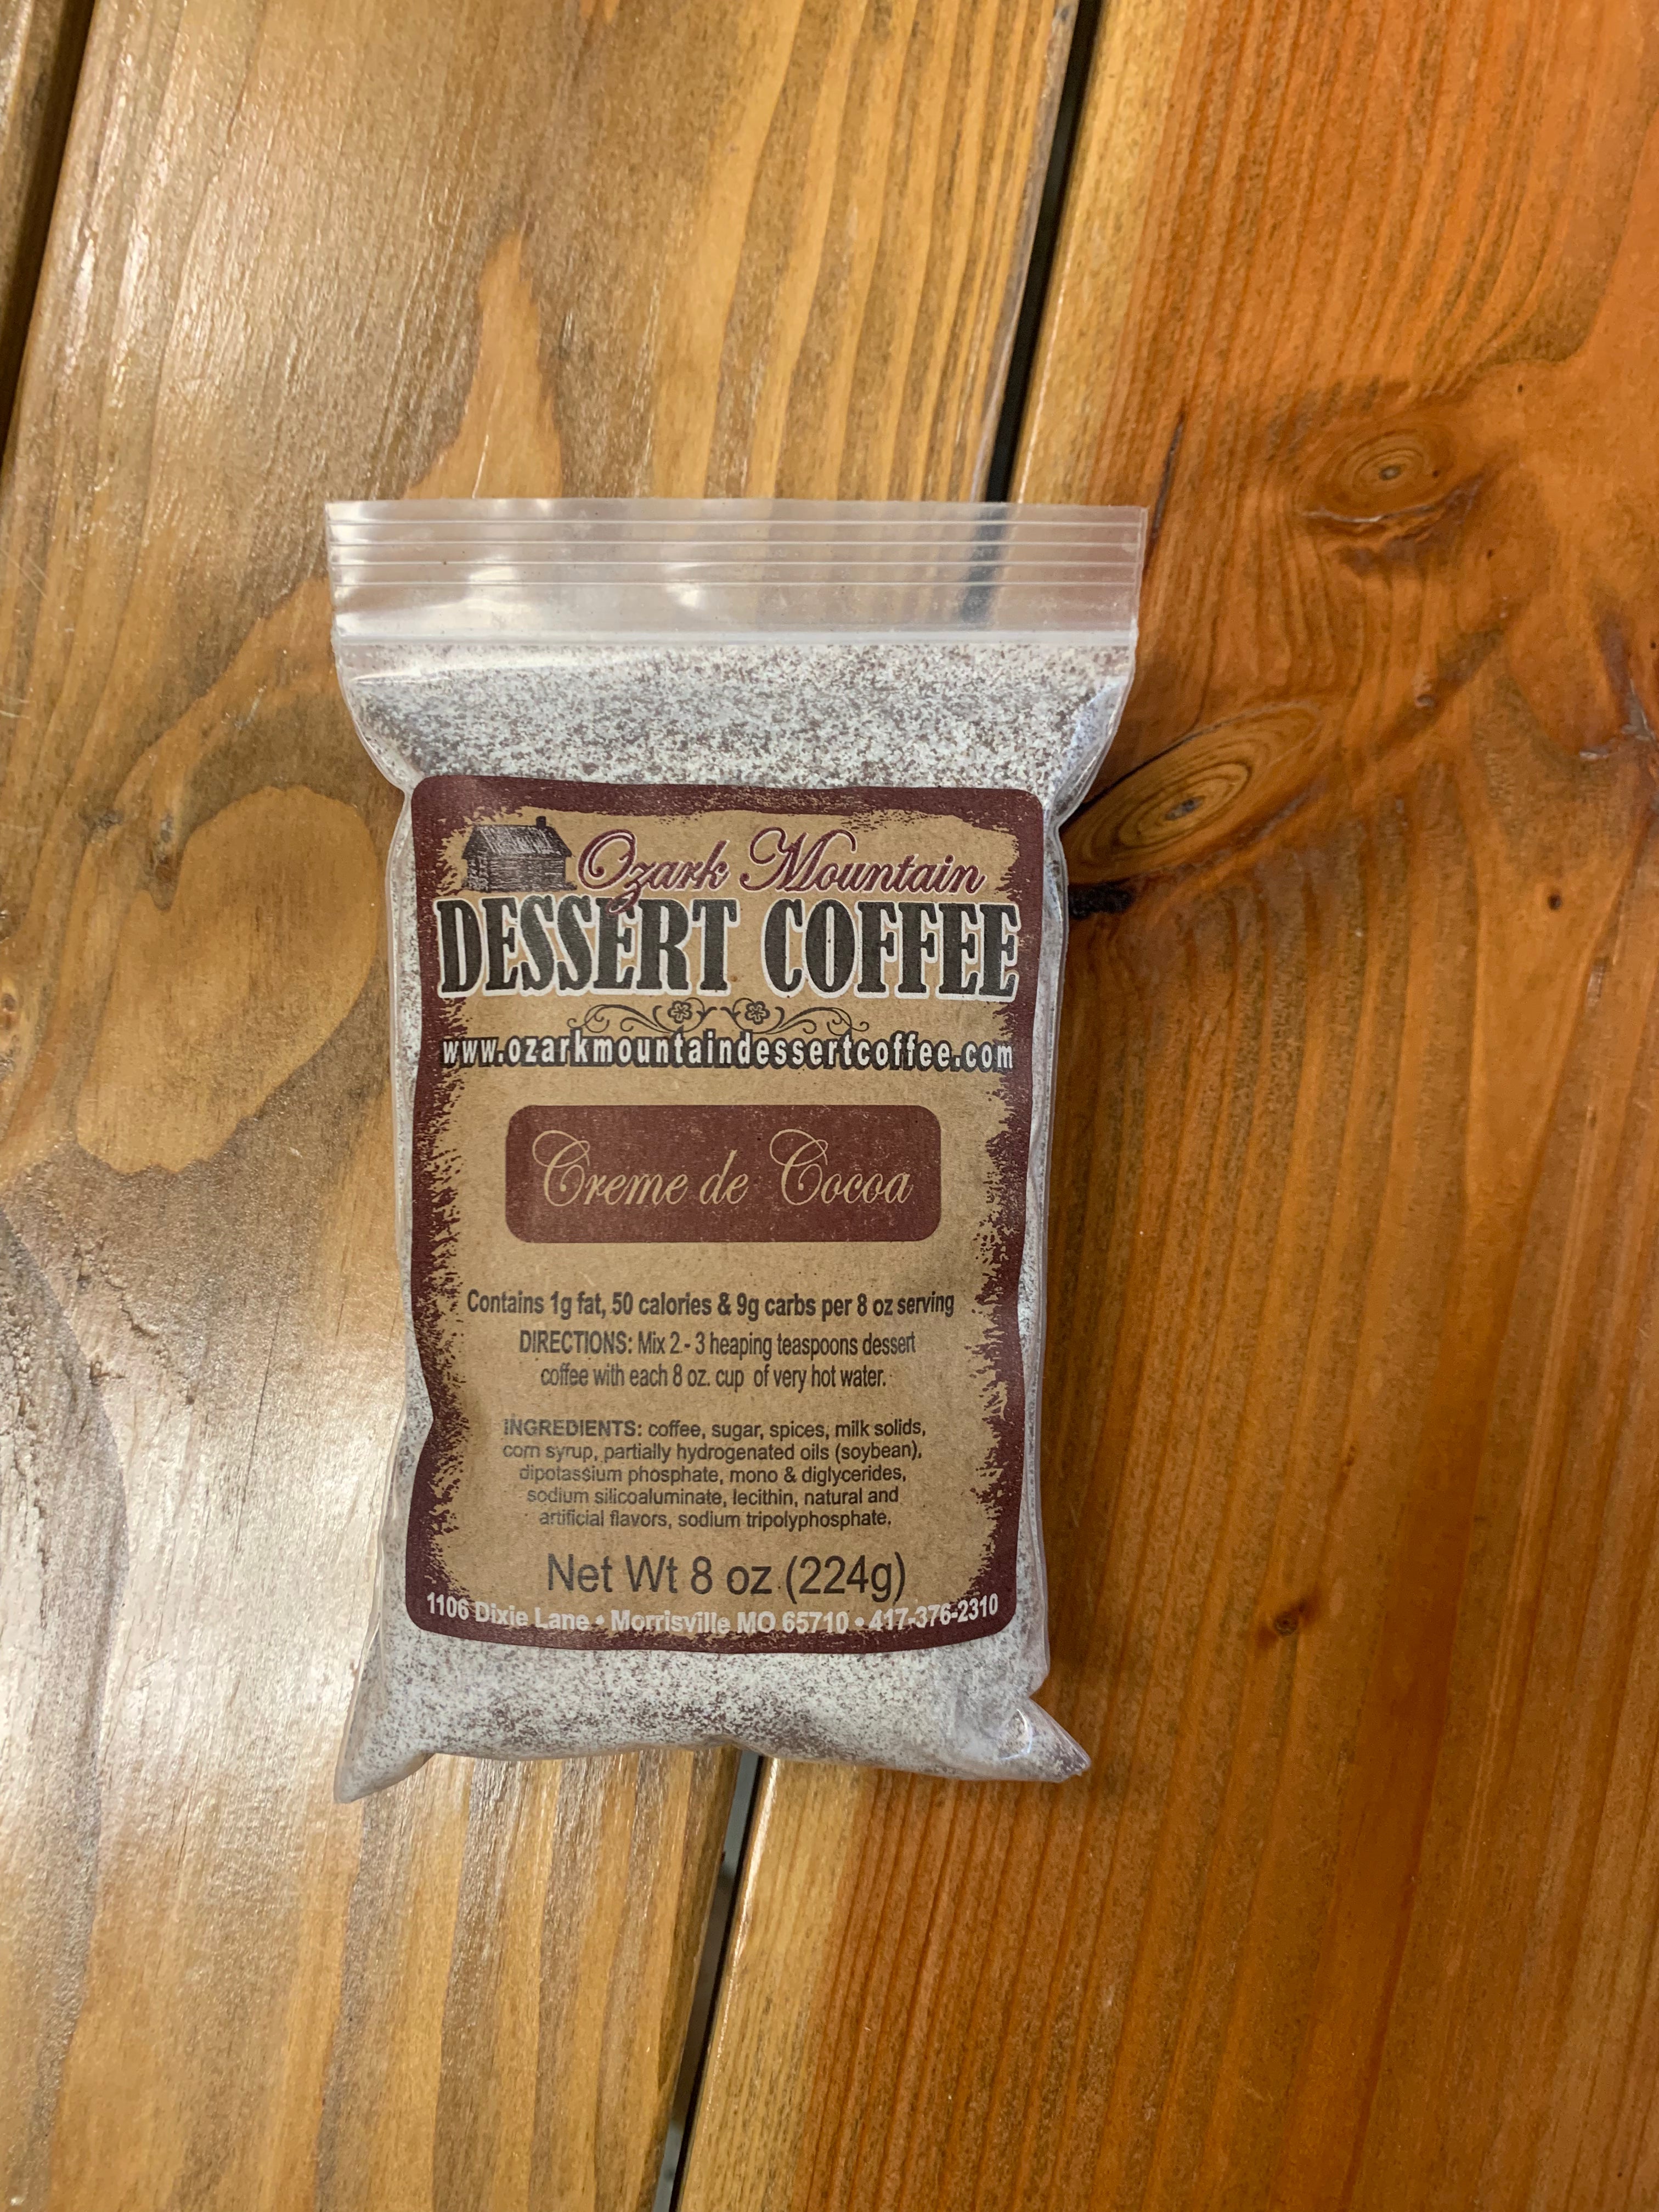 Ozark Mountain
DESSERT COFFEE
www.ozarkmountaindessertcoffee.com
Creme de Cocoa
Contains 1g fat, 50 calories & 9g carbs per 8 oz serving
DIRECTIONS: Mix 2 - 3 heaping teaspoons dessert
coffee with each 8 oz. cup of very hot water.
INGREDIENTS: coffee, sugar, spices, milk solids,
corn syrup, partially hydrogenated oils (soybean),
dipotassium phosphate, mono & diglycerides,
sodium silicoaluminate, lecithin, natural and
artificial flavors, sodium tripolyphosphate.
Net Wt 8 oz (224g)
1106 Dixie Lane • Morrisville MO 65710 • 417-376-2310